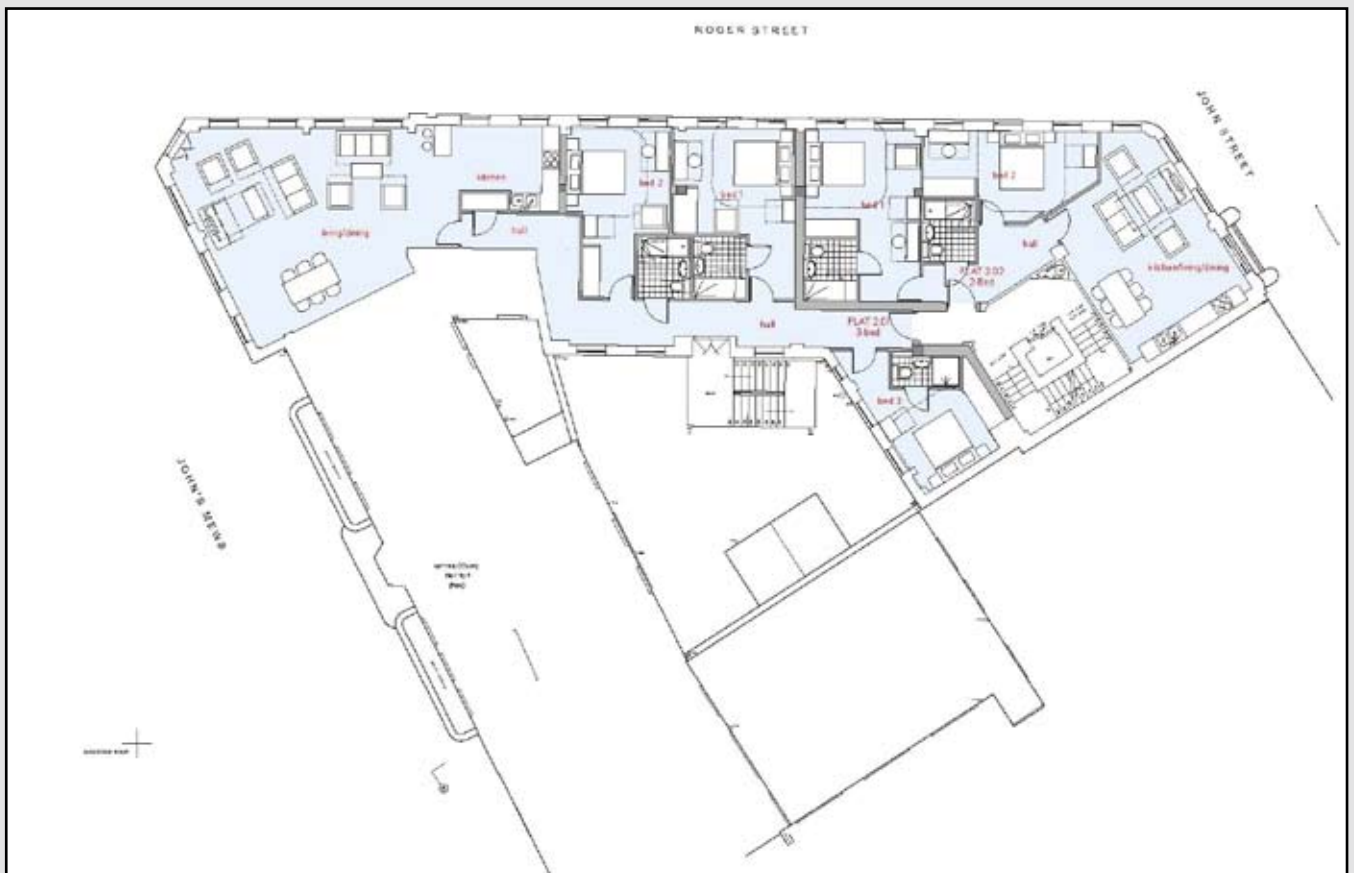 ROGER STREET
JOHN STREET
kitchen
bed 2
bed 1
bed 1
bed 2
living/dining
hall
hall
kitchen/living/dining
FLAT 2.02
2-Bed
hall
FLAT 2.01
3-bed
bed 3
JOHN'S MEWS